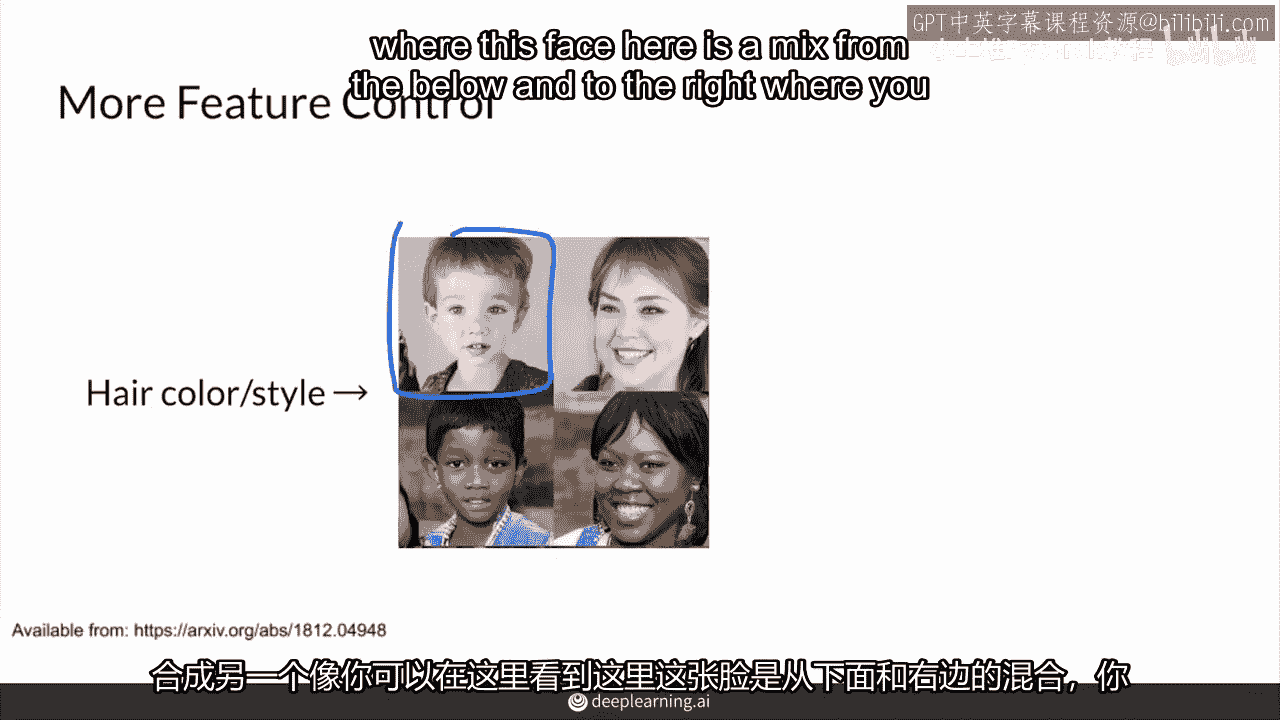 GPT中英字幕课程资源@bilibili.com
where this face here is a mix from
the below and to the right where you
More Feature Control
Hair color/style →
Available from: https://arxiv.org/abs/1812.04948
合成另一个像你可以在这里看到这里这张脸是从下面和右边的混合，你
deeplearning.ai